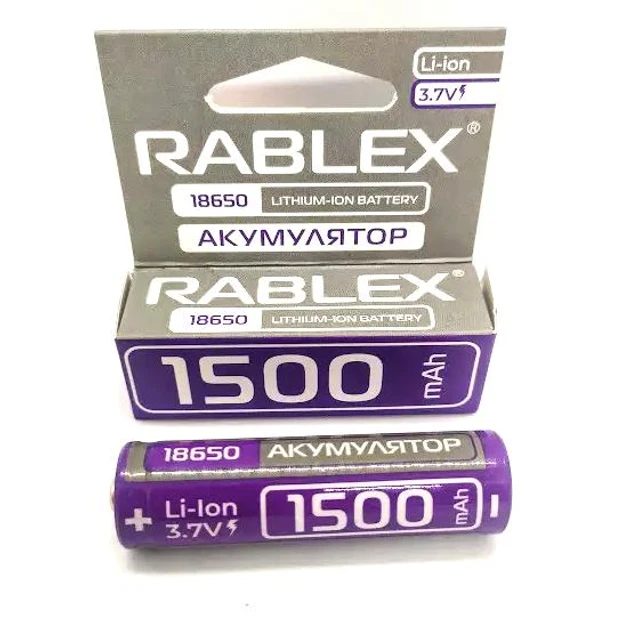 Li-ion
3.7V
RABLEX®
18650 LITHIUM-ION BATTERY
АКУМУЛЯТОР
RABLEX®
18650 LITHIUM-ION BATTERY
1500 mAh
18650 АКУМУЛЯТОР
+ Li-Ion 1500 mAh -
3.7V